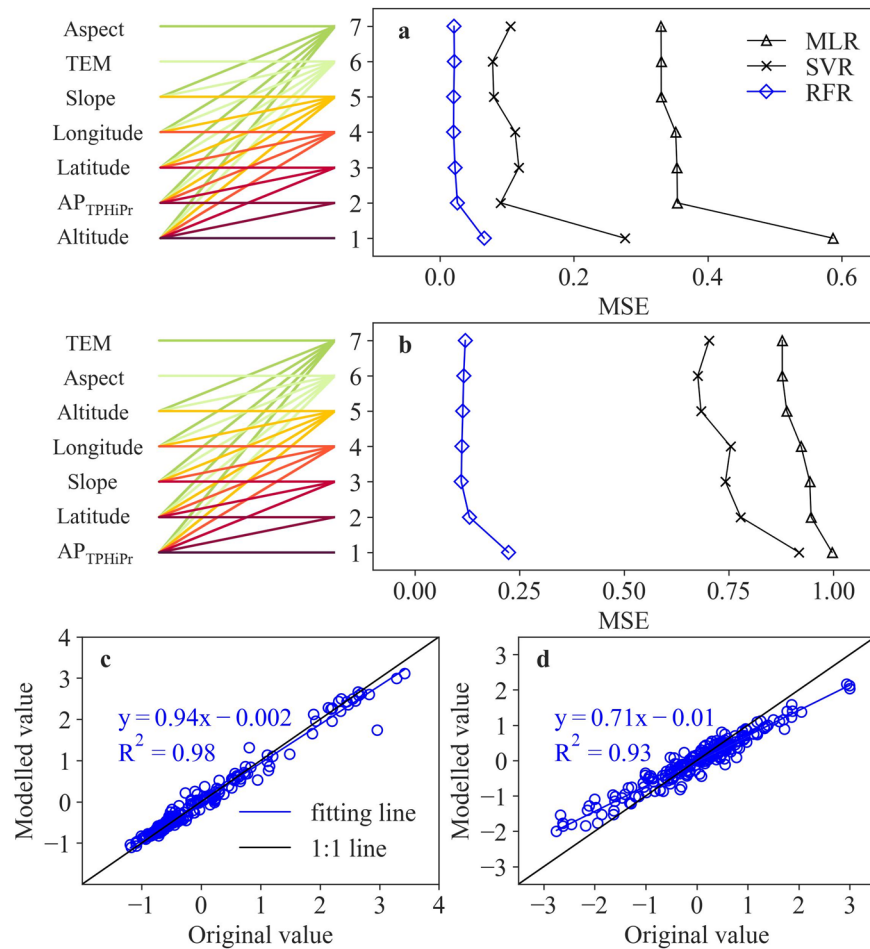 Aspect
TEM
Slope
Longitude
Latitude
AP_TPHiPr
Altitude
7
6
5
4
3
2
1
a
MLR
SVR
RFR
0.0 0.2 0.4 0.6
MSE
TEM
Aspect
Altitude
Longitude
Slope
Latitude
AP_TPHiPr
7
6
5
4
3
2
1
b
0.00 0.25 0.50 0.75 1.00
MSE
c
Modelled value
4
3
2
1
0
−1
y = 0.94x − 0.002
R² = 0.98
fitting line
1:1 line
−1 0 1 2 3 4
Original value
d
Modelled value
3
2
1
0
−1
−2
−3
y = 0.71x − 0.01
R² = 0.93
−3 −2 −1 0 1 2 3
Original value